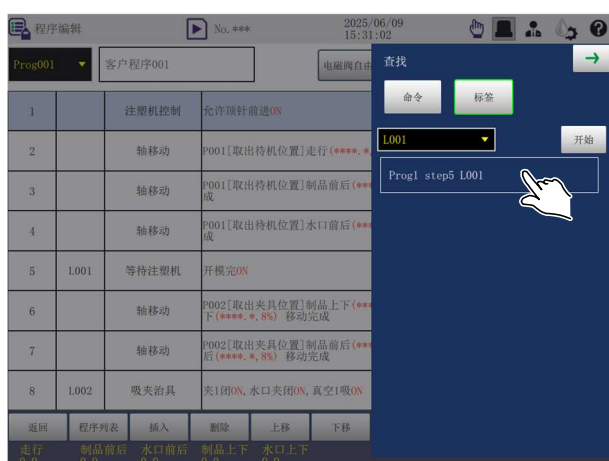 程序编辑
No. ***
2025/06/09
15:31:02
Prog001
客户程序001
电磁阀自由
查找
命令
标签
L001
开始
Prog1 step5 L001
1 注塑机控制 允许顶针前进ON
2 轴移动 P001[取出待机位置]走行(****.*,
3 轴移动 P001[取出待机位置]制品前后(***
成
4 轴移动 P001[取出待机位置]水口前后(***
成
5 L001 等待注塑机 开模完ON
6 轴移动 P002[取出夹具位置]制品上下(***
下(****.*,8%) 移动完成
7 轴移动 P002[取出夹具位置]制品前后(***
后(****.*,8%) 移动完成
8 L002 吸夹治具 夹1闭ON,水口夹闭ON,真空1吸ON
返回 程序列表 插入 删除 上移 下移
走行 制品前后 水口前后 制品上下 水口上下